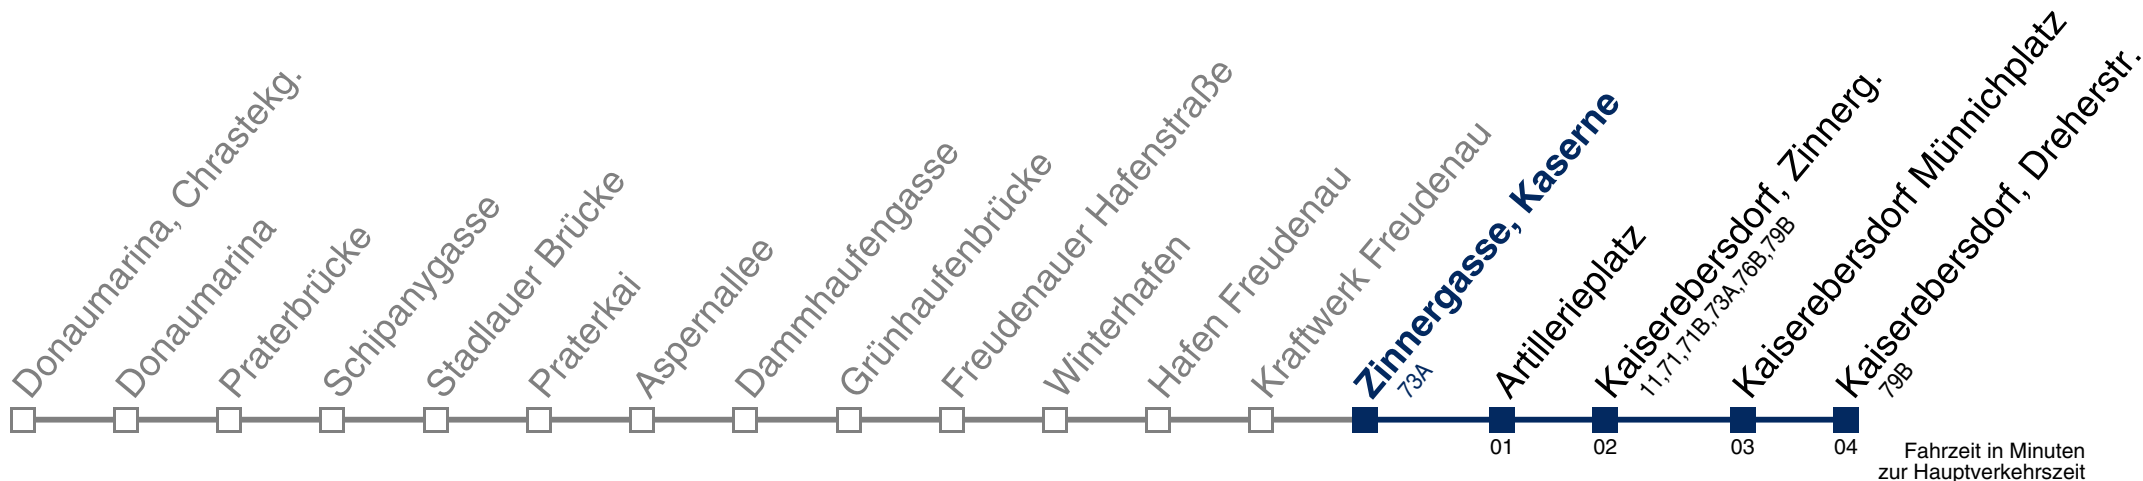 Donaumarina, Chrastekg.
Donaumarina
Praterbrücke
Schipanygasse
Stadlauer Brücke
Praterkai
Aspernallee
Dammhaufengasse
Grünhaufenbrücke
Freudenauer Hafenstraße
Winterhafen
Hafen Freudenau
Kraftwerk Freudenau
Zinnergasse, Kaserne
73A
Artillerieplatz
Kaiserebersdorf, Zinnerg.
11,71,71B,73A,76B,79B
Kaiserebersdorf Münnichplatz
Kaiserebersdorf, Dreherstr.
79B
01
02
03
04
Fahrzeit in Minuten
zur Hauptverkehrszeit